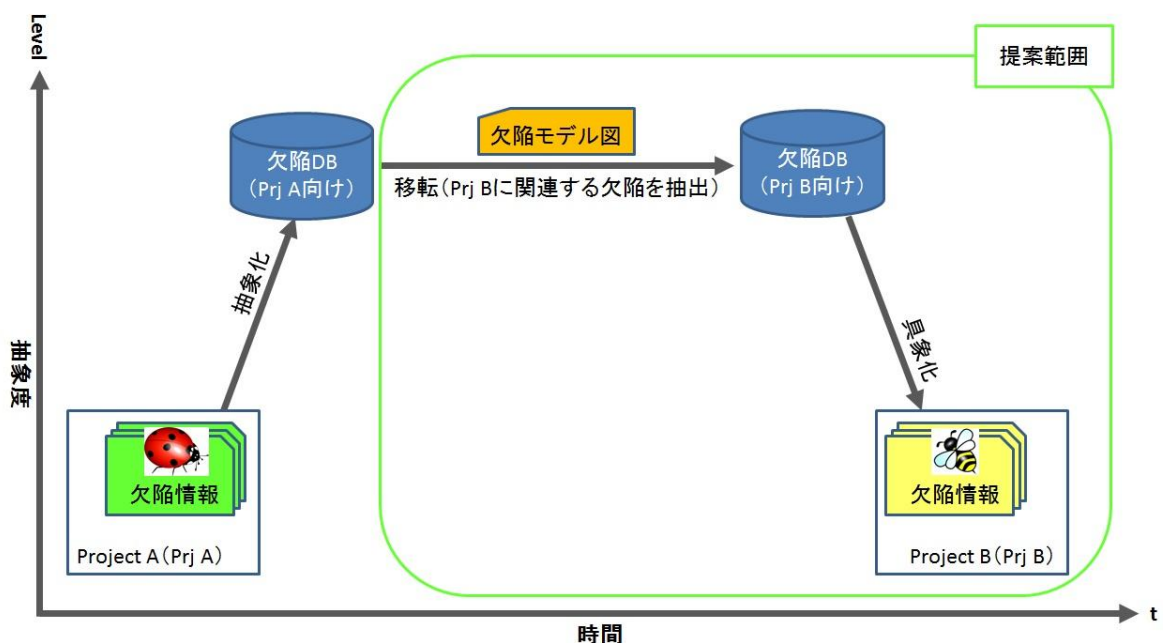 Level
提案範囲
欠陥モデル図
欠陥DB
(Prj A向け)
欠陥DB
(Prj B向け)
移転(Prj Bに関連する欠陥を抽出)
抽象化
具象化
抽象度
欠陥情報
Project A(Prj A)
欠陥情報
Project B(Prj B)
t
時間